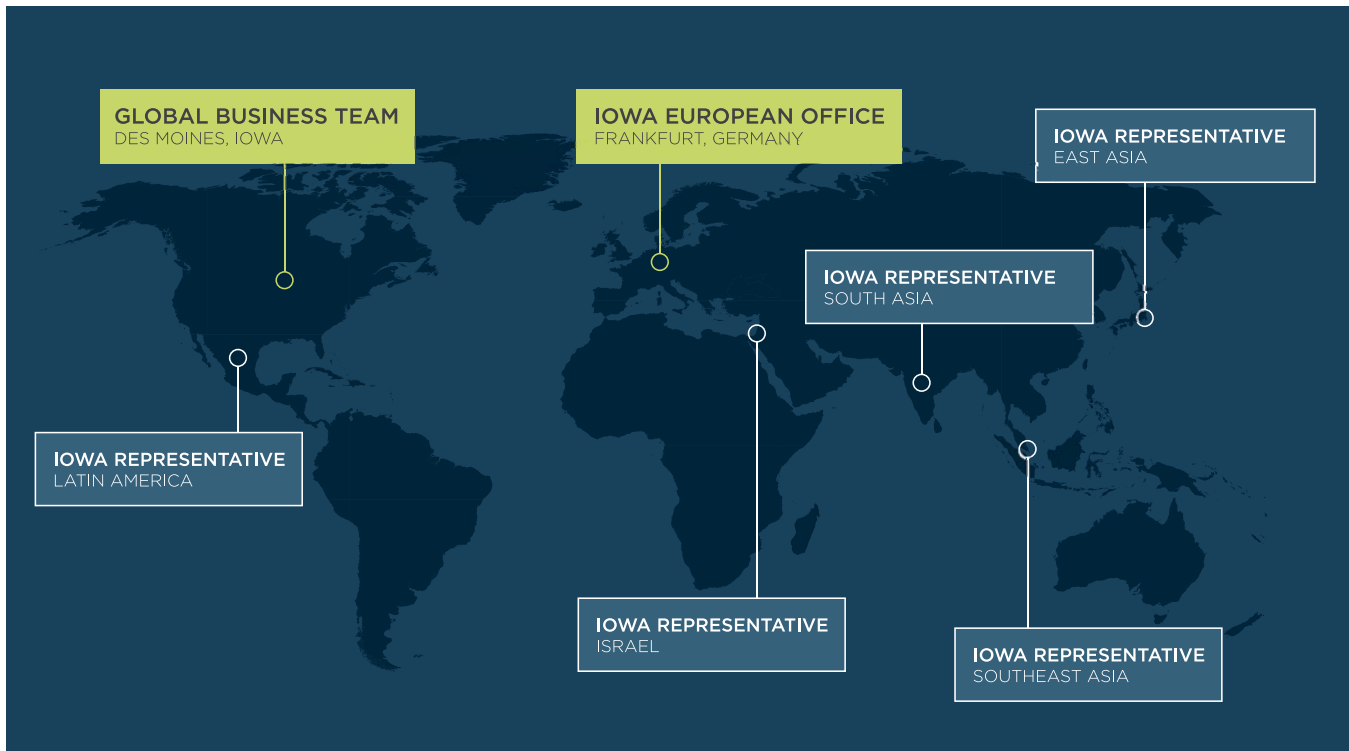 GLOBAL BUSINESS TEAM
DES MOINES, IOWA
IOWA EUROPEAN OFFICE
FRANKFURT, GERMANY
IOWA REPRESENTATIVE
EAST ASIA
IOWA REPRESENTATIVE
SOUTH ASIA
IOWA REPRESENTATIVE
LATIN AMERICA
IOWA REPRESENTATIVE
ISRAEL
IOWA REPRESENTATIVE
SOUTHEAST ASIA